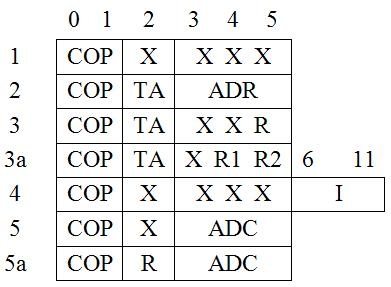 0 1 2 3 4 5
1 COP X X X X
2 COP TA ADR
3 COP TA X X R
3a COP TA X R1 R2 6 11
4 COP X X X X I
5 COP X ADC
5a COP R ADC